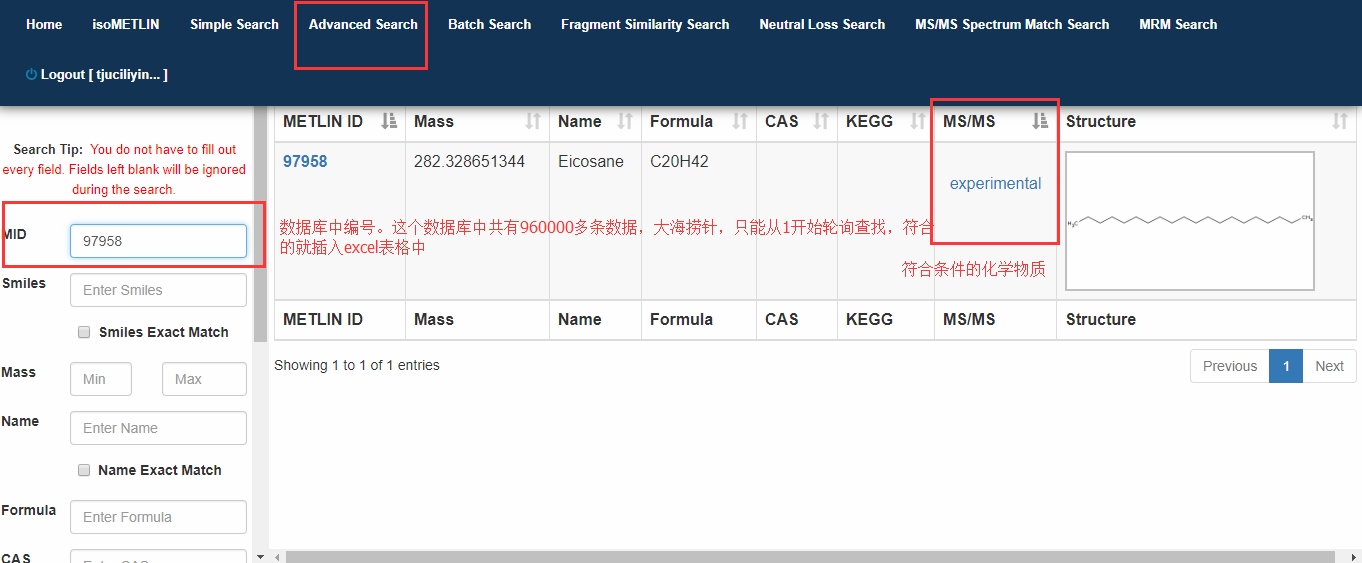 Home isoMETLIN Simple Search Advanced Search Batch Search Fragment Similarity Search Neutral Loss Search MS/MS Spectrum Match Search MRM Search
Logout [ tjuciliyin... ]
Search Tip: You do not have to fill out
every field. Fields left blank will be ignored
during the search.
MID 97958
Smiles Enter Smiles
Smiles Exact Match
Mass Min Max
Name Enter Name
Name Exact Match
Formula Enter Formula
CAS
METLIN ID Mass Name Formula CAS KEGG MS/MS Structure
97958 282.328651344 Eicosane C20H42 experimental
H₃C CH₃
数据库中编号。这个数据库中共有960000多条数据，大海捞针，只能从1开始轮询查找，符合
的就插入excel表格中
符合条件的化学物质
METLIN ID Mass Name Formula CAS KEGG MS/MS Structure
Showing 1 to 1 of 1 entries
Previous 1 Next